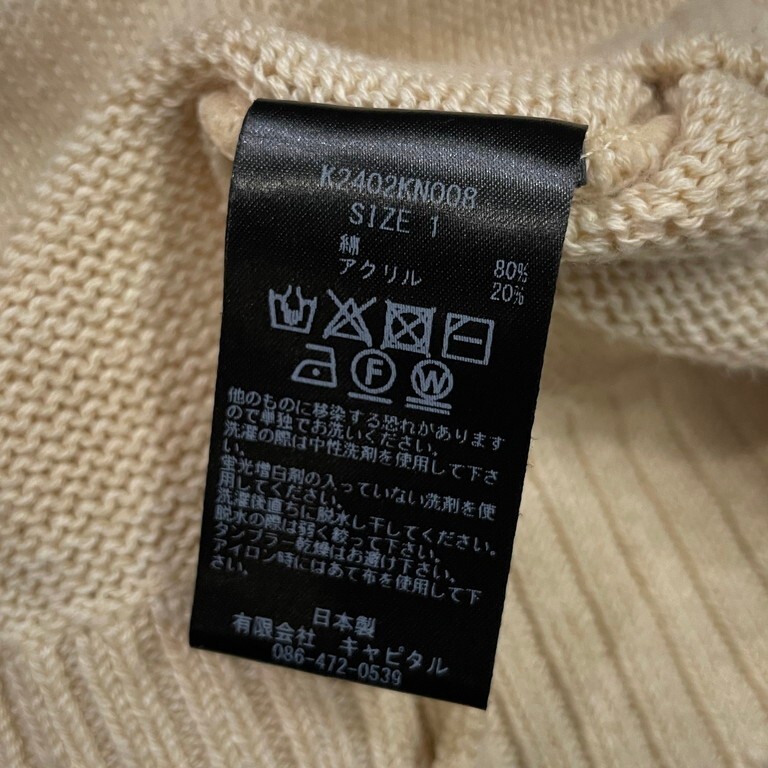 K2402KN008
SIZE 1
綿 80%
アクリル 20%
F W
他のものに移染する恐れがあります
ので単独でお洗いください。
洗濯の際は中性洗剤を使用して下さ
い。
蛍光増白剤の入っていない洗剤を使
用してください。
洗濯後直ちに脱水し干してください。
脱水の際は弱く絞って下さい。
タンブラー乾燥はお避け下さい。
アイロン時にはあて布を使用して下
さい。
日本製
有限会社 キャピタル
086-472-0539